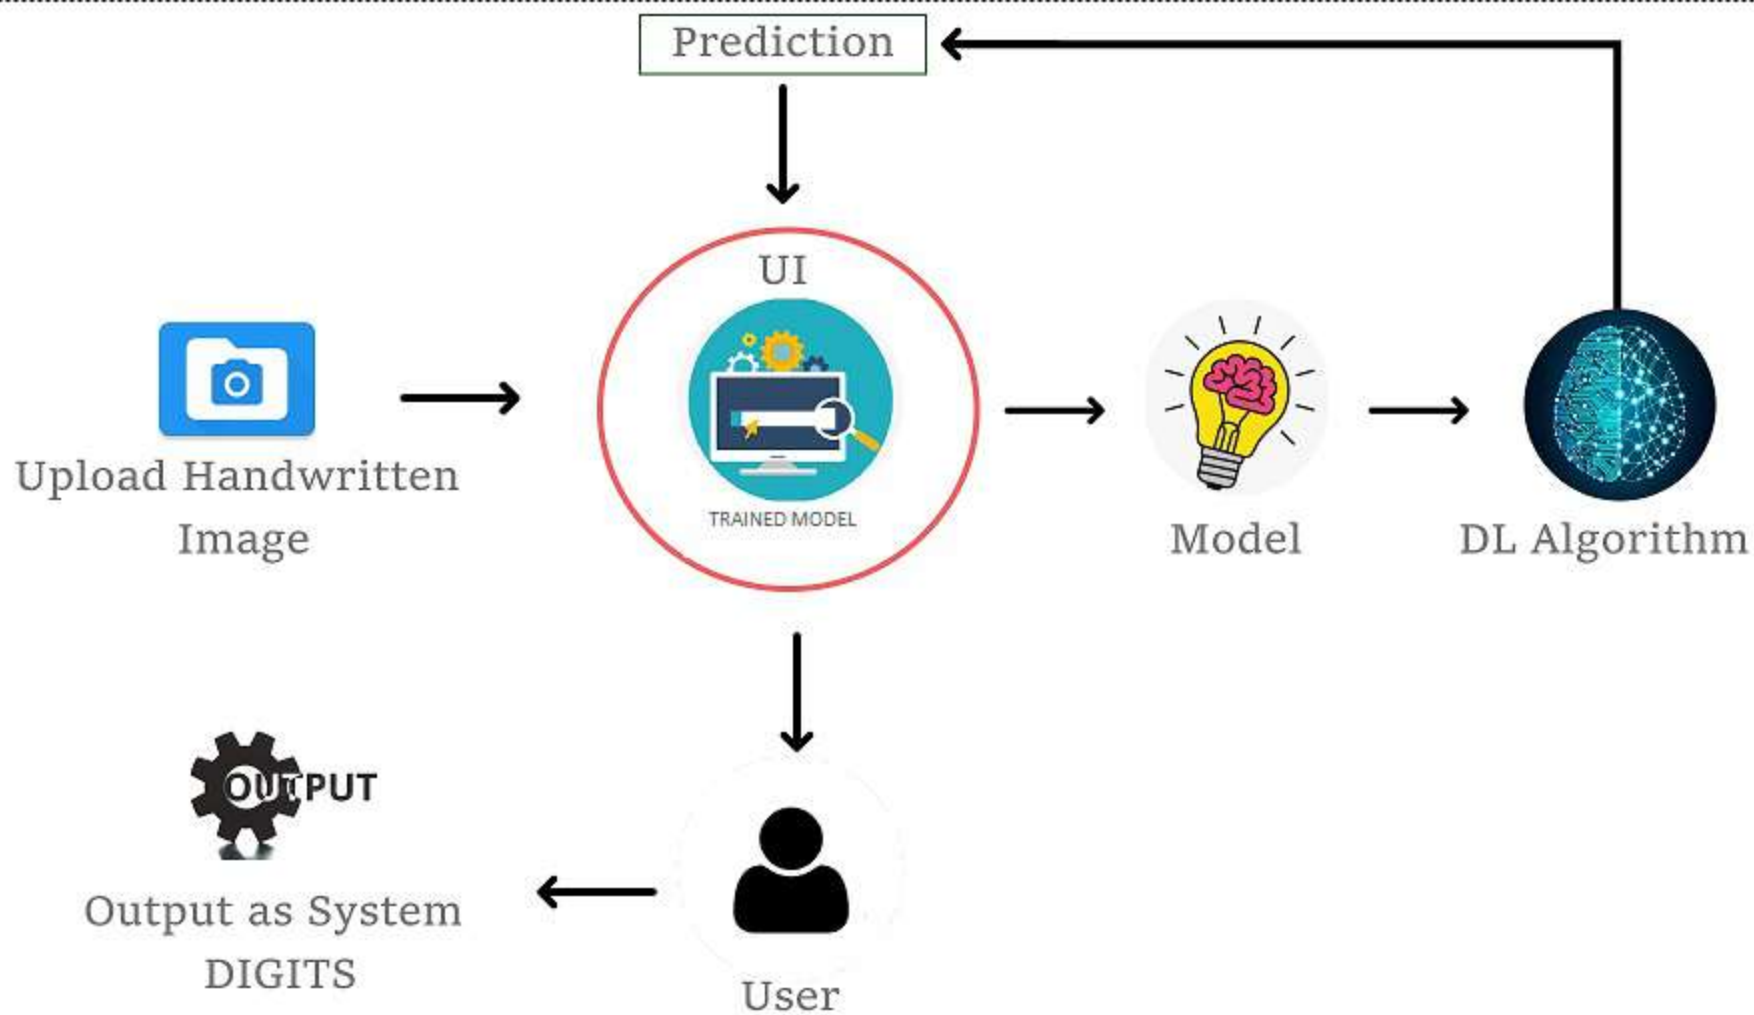 Prediction
UI
TRAINED MODEL
Upload Handwritten
Image
Model
DL Algorithm
OUTPUT
Output as System
DIGITS
User